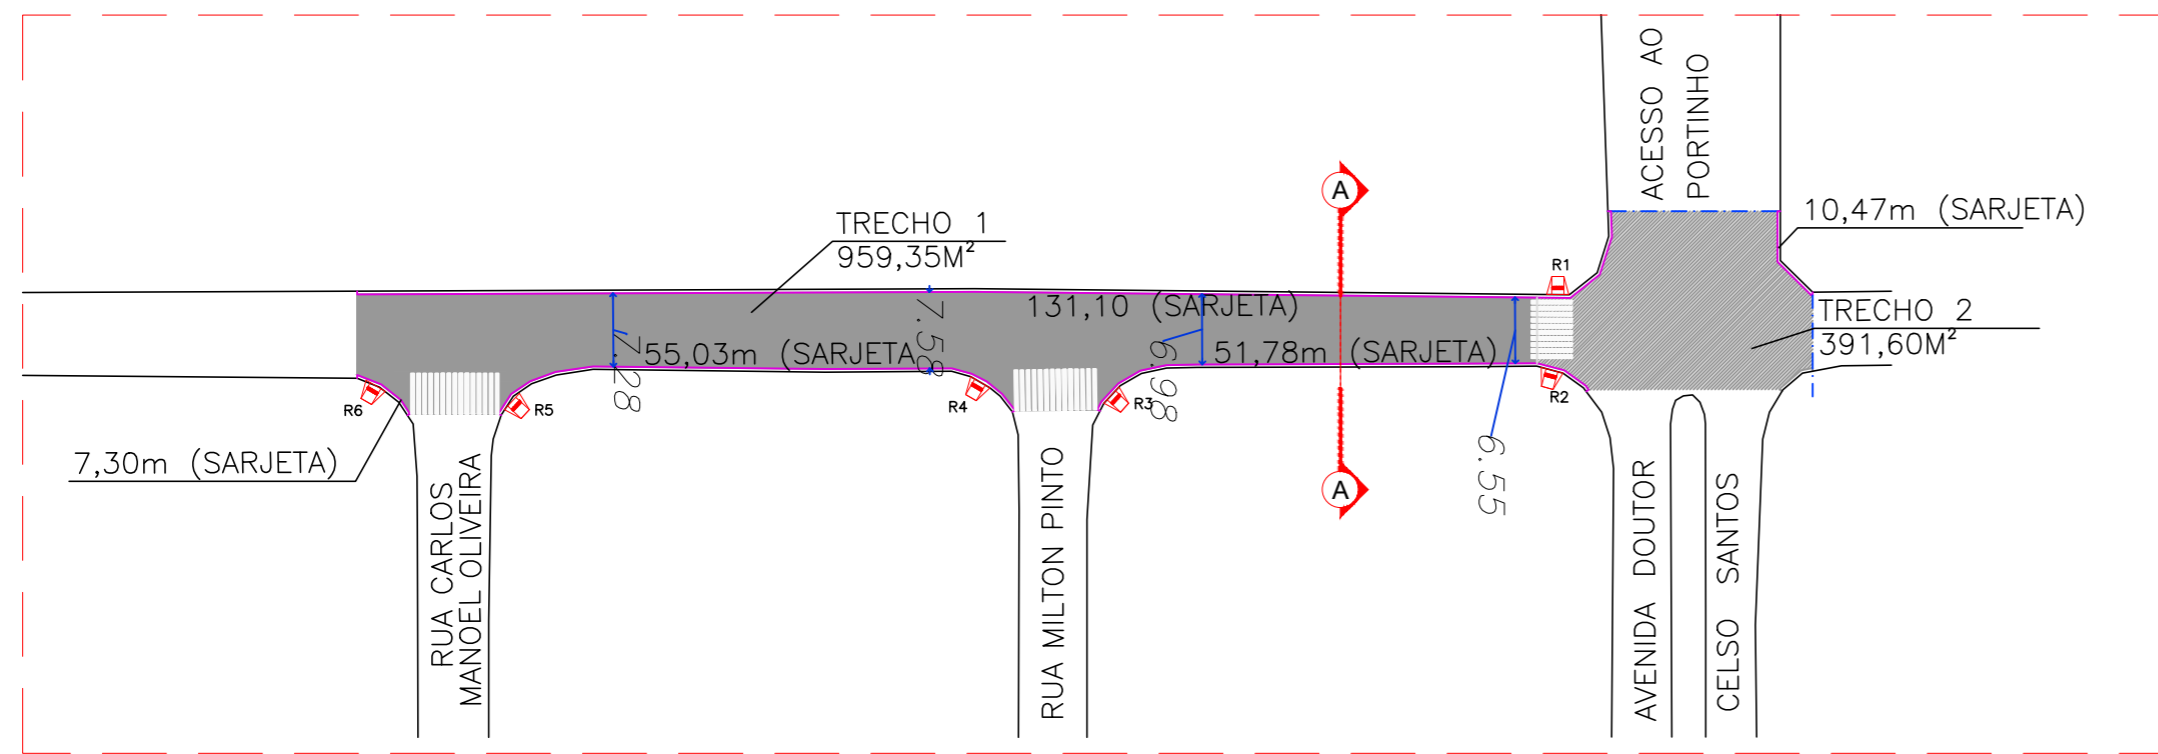 ACESSO AO
PORTINHO
A
10,47m (SARJETA)
TRECHO 1
959,35M²
R1
131,10 (SARJETA)
TRECHO 2
391,60M²
7.58
7.28
55,03m (SARJETA
6.98
51,78m (SARJETA)
6.55
R6
R5
R4
R3
R2
7,30m (SARJETA)
A
RUA CARLOS
MANOEL OLIVEIRA
RUA MILTON PINTO
AVENIDA DOUTOR
CELSO SANTOS